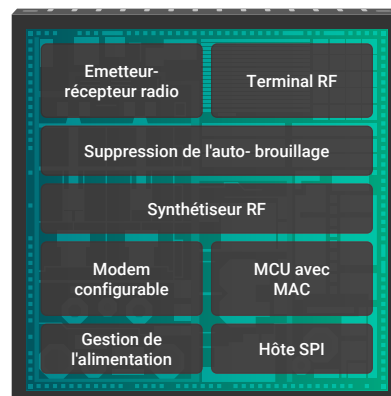 Emetteur-
récepteur radio
Terminal RF
Suppression de l'auto- brouillage
Synthétiseur RF
Modem
configurable
MCU avec
MAC
Gestion de
l'alimentation
Hôte SPI